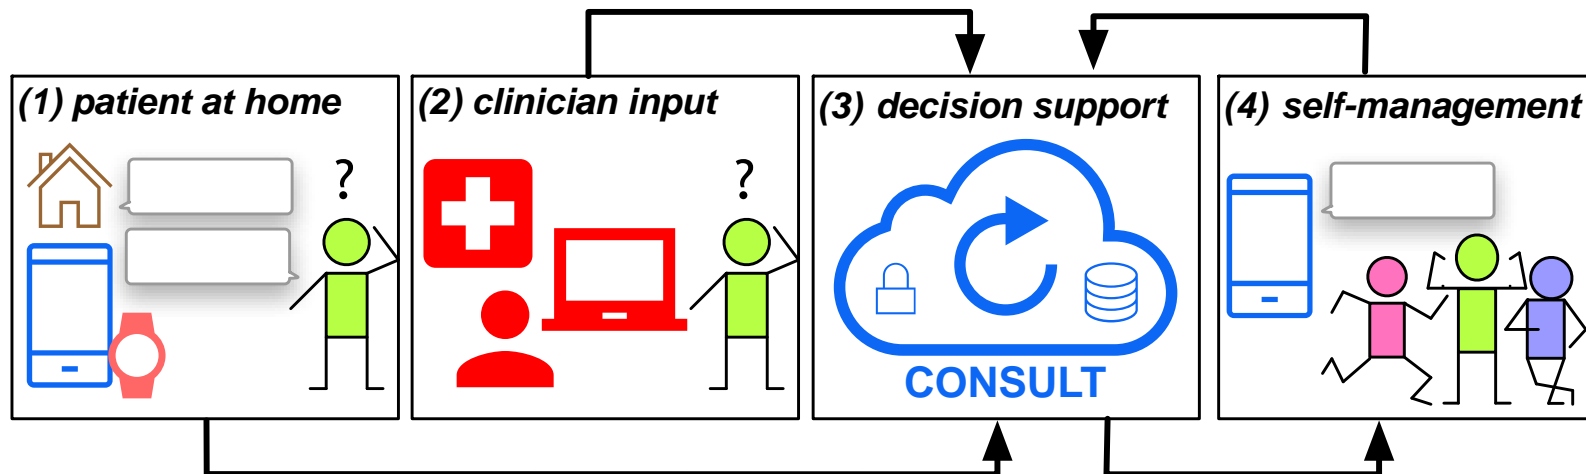 (1) patient at home
?
(2) clinician input
?
(3) decision support
CONSULT
(4) self-management